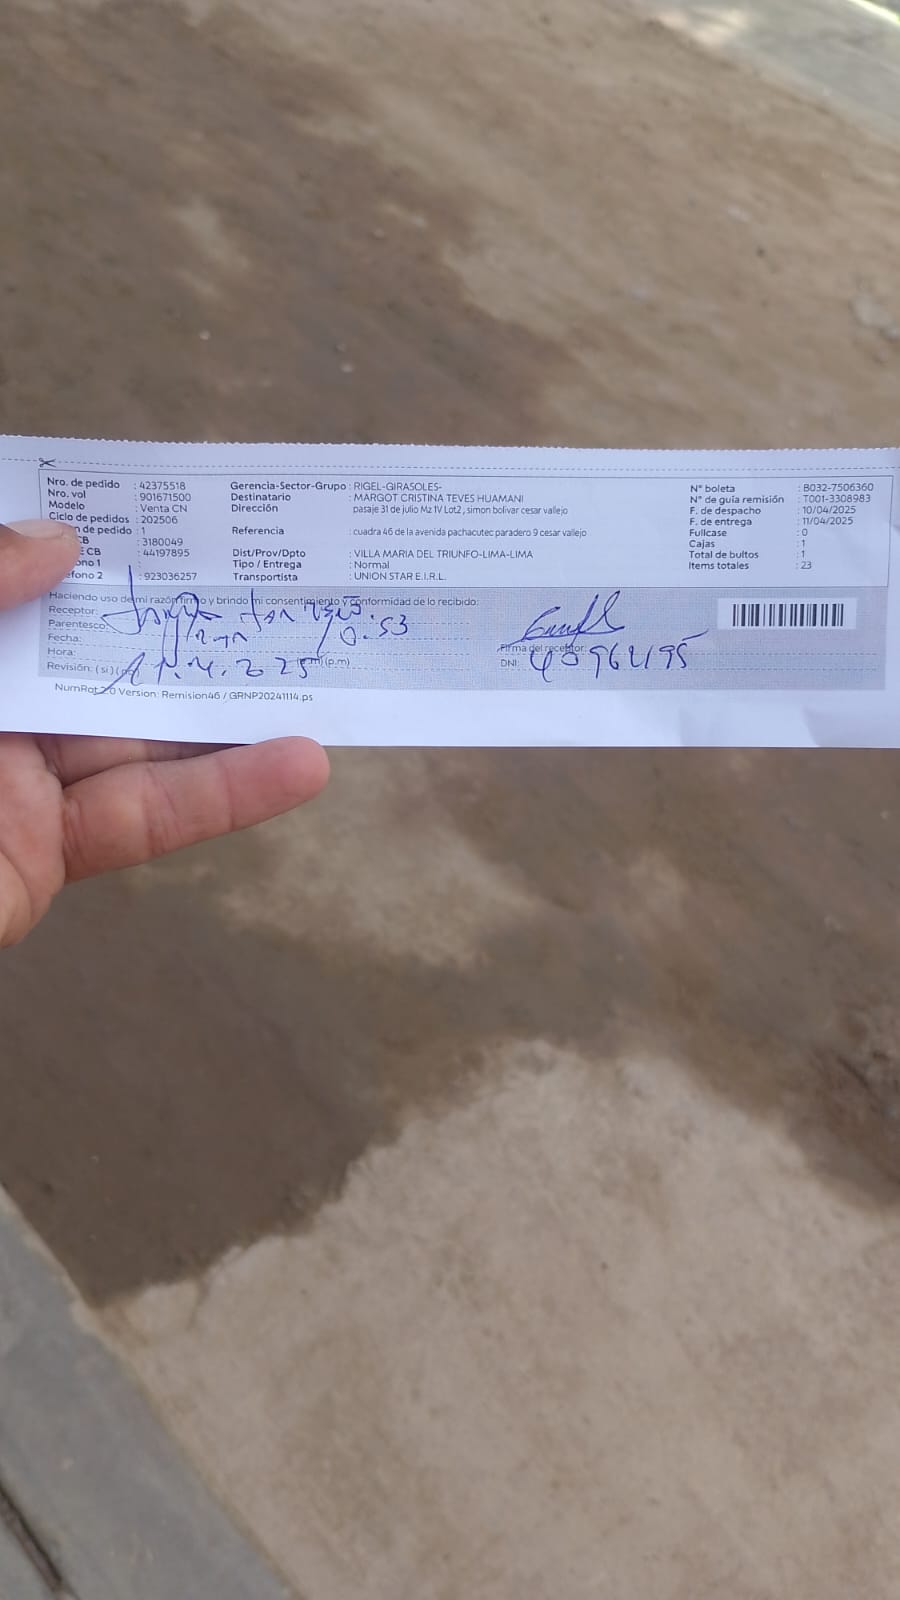 Nro. de pedido : 42375518
Nro. vol : 901671500
Modelo : Venta CN
Ciclo de pedidos : 202506
n de pedido : 1
CB : 3180049
E CB : 44197895
ono 1 :
efono 2 : 923036257
Gerencia-Sector-Grupo : RIGEL-GIRASOLES-
Destinatario : MARGOT CRISTINA TEVES HUAMANI
Dirección pasaje 31 de julio Mz 1V Lot2, simon bolivar cesar vallejo
Referencia : cuadra 46 de la avenida pachacutec paradero 9 cesar vallejo
Dist/Prov/Dpto : VILLA MARIA DEL TRIUNFO-LIMA-LIMA
Tipo / Entrega : Normal
Transportista : UNION STAR E.I.R.L.
N° boleta : B032-7506360
N° de guía remisión : T001-3308983
F. de despacho : 10/04/2025
F. de entrega : 11/04/2025
Fullcase : 0
Cajas : 1
Total de bultos : 1
Items totales : 23
Haciendo uso de mi razón firmo y brindo mi consentimiento y conformidad de lo recibido:
Receptor:
Parentesco:
Fecha:
Hora: (p.m)
Revisión: (si)
Firma del receptor:
DNI:
NumRot 2.0 Version: Remision46 / GRNP20241114.ps